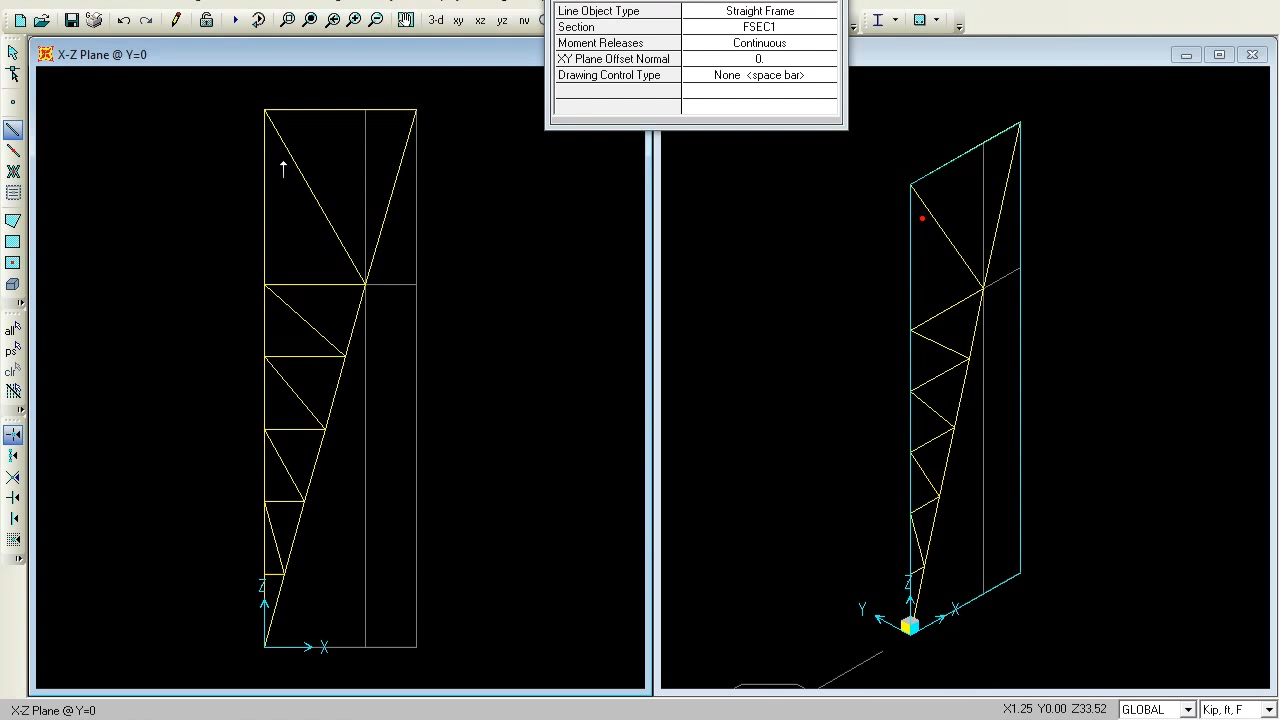 Line Object Type Straight Frame
Section FSEC1
Moment Releases Continuous
XY Plane Offset Normal 0.
Drawing Control Type None <space bar>
3-d xy xz yz nv
X-Z Plane @ Y=0
all
ps
clr
Z
X
Z
Y
X
X-Z Plane @ Y=0
X1.25 Y0.00 Z33.52
GLOBAL
Kip, ft, F